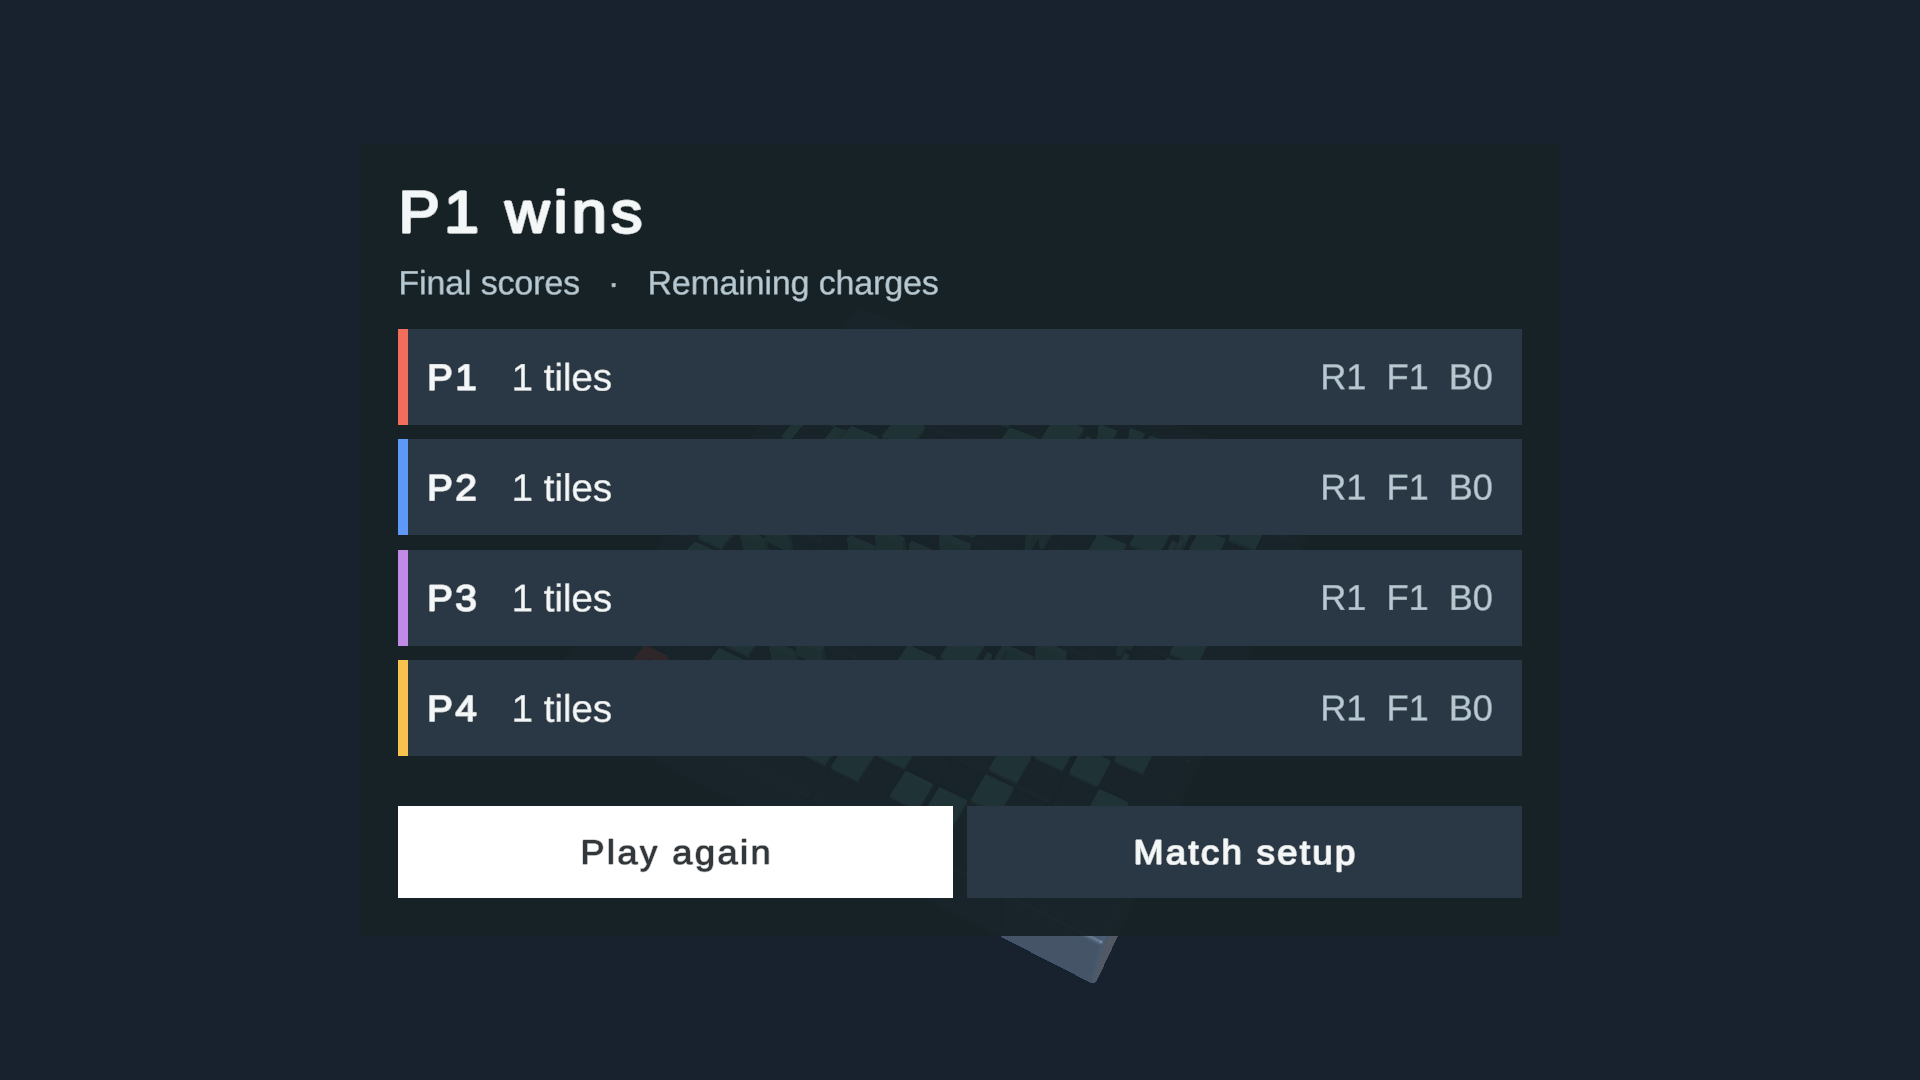 P1 wins
Final scores · Remaining charges
P1 1 tiles R1 F1 B0
P2 1 tiles R1 F1 B0
P3 1 tiles R1 F1 B0
P4 1 tiles R1 F1 B0
Play again Match setup